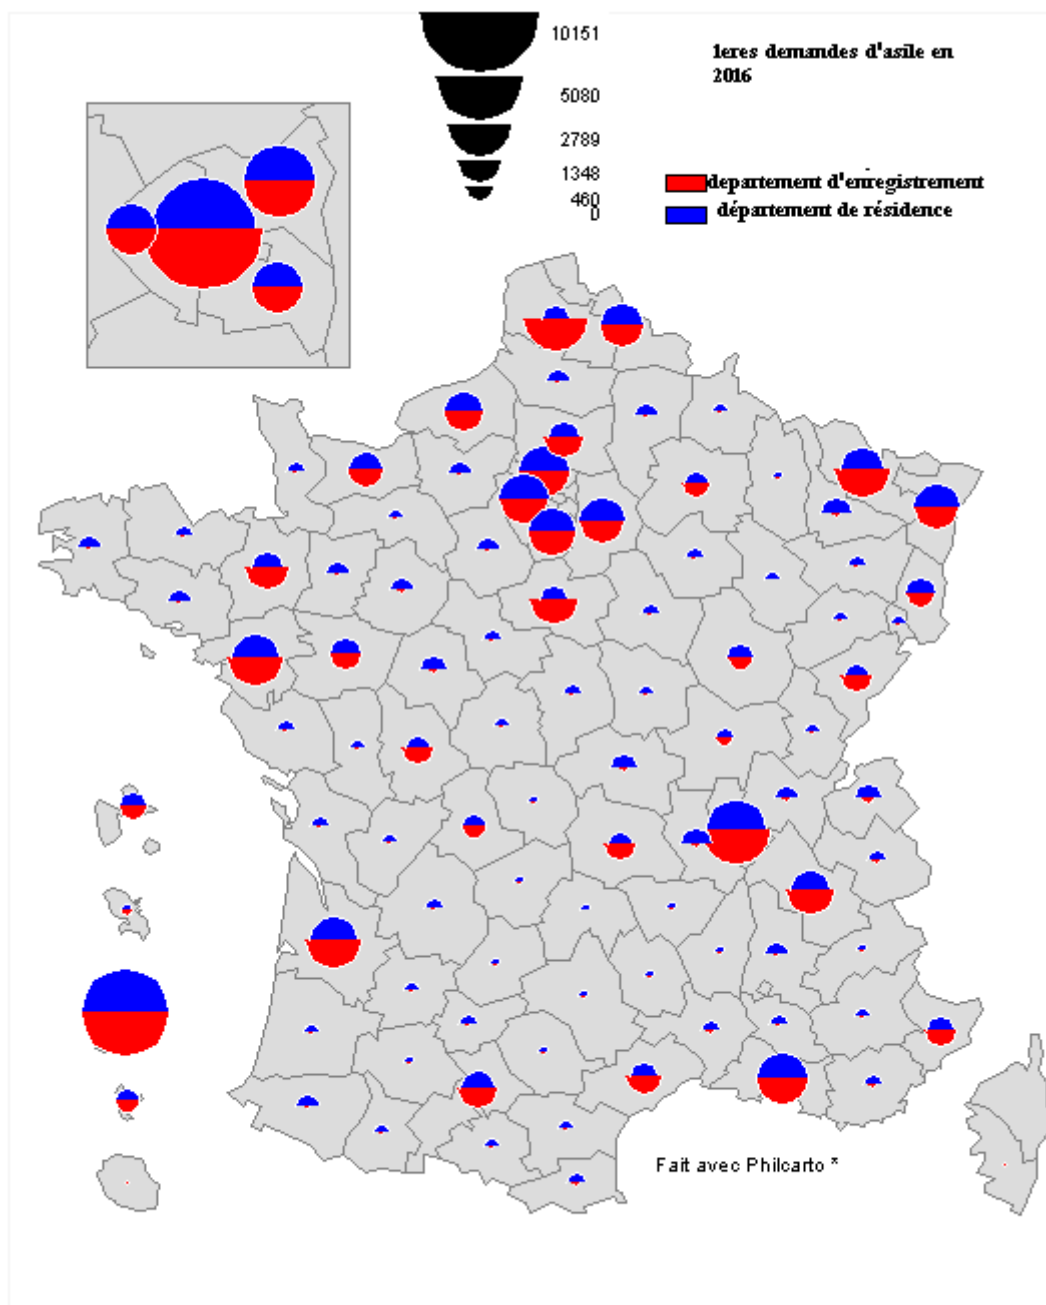 10151
1eres demandes d'asile en
2016
5080
2789
1348
460
0
departement d'enregistrement
département de résidence
Fait avec Philcarto *